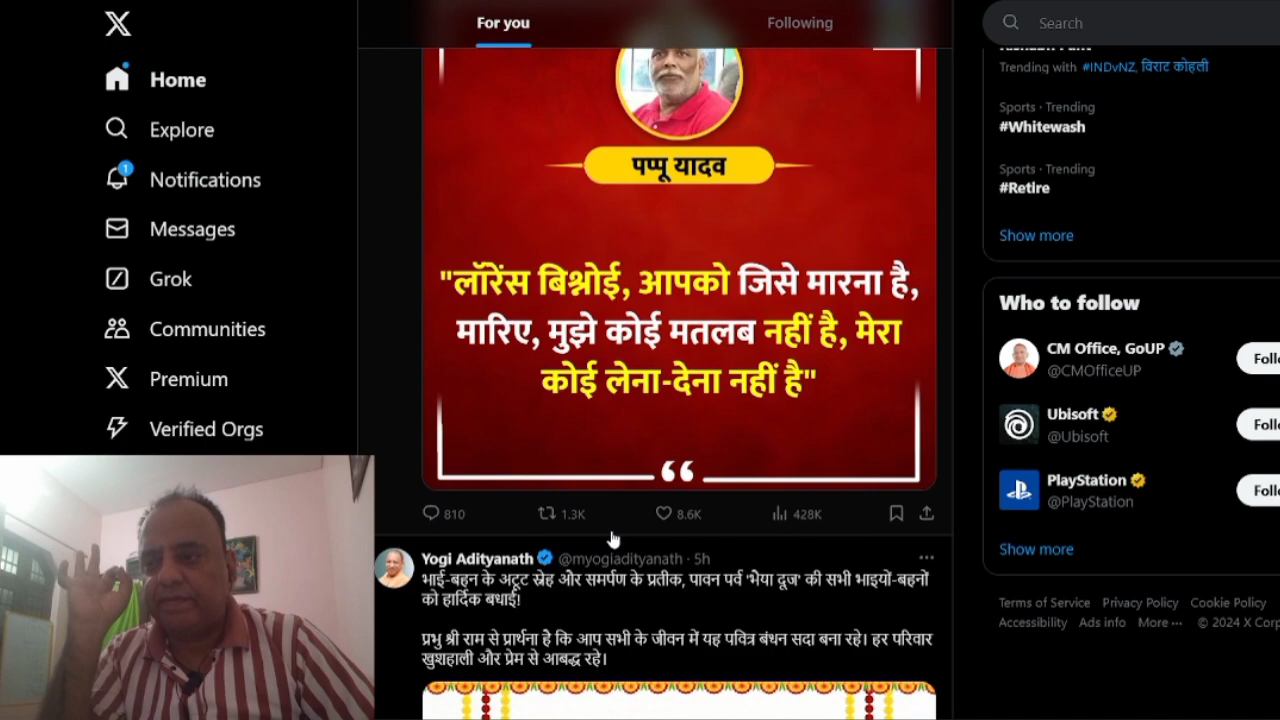 For you
Following
Search
Home
Explore
Notifications
1
Messages
Grok
Communities
Premium
Verified Orgs
पप्पू यादव
"लॉरेंस बिश्नोई, आपको जिसे मारना है,
मारिए, मुझे कोई मतलब नहीं है, मेरा
कोई लेना-देना नहीं है"
810
1.3K
8.6K
428K
Yogi Adityanath @myogiadityanath · 5h
भाई-बहन के अटूट स्नेह और समर्पण के प्रतीक, पावन पर्व 'भैया दूज' की सभी भाइयों-बहनों
को हार्दिक बधाई!
प्रभु श्री राम से प्रार्थना है कि आप सभी के जीवन में यह पवित्र बंधन सदा बना रहे। हर परिवार
खुशहाली और प्रेम से आबद्ध रहे।
Trending with #INDvNZ, विराट कोहली
Sports · Trending
#Whitewash
Sports · Trending
#Retire
Show more
Who to follow
CM Office, GoUP
@CMOfficeUP
Follo
Ubisoft
@Ubisoft
Follo
PlayStation
@PlayStation
Follo
Show more
Terms of Service Privacy Policy Cookie Policy
Accessibility Ads info More ··· © 2024 X Corp